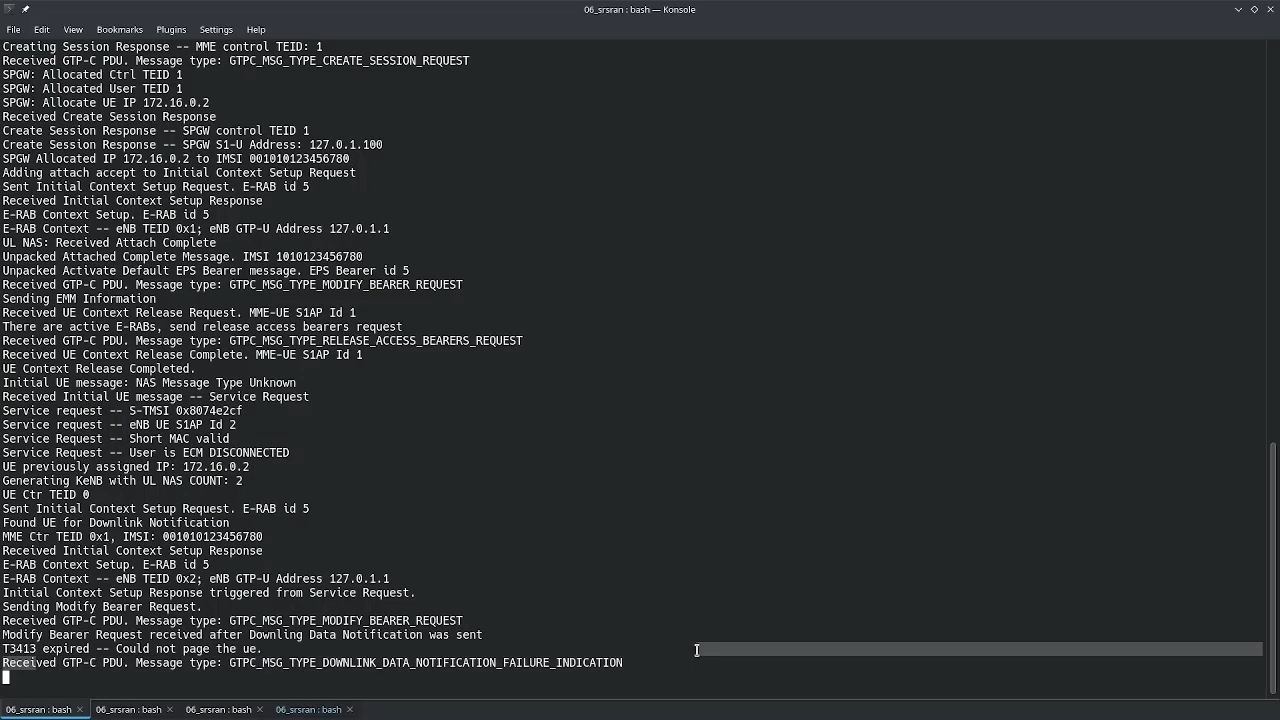 06_srsran : bash — Konsole
File Edit View Bookmarks Plugins Settings Help
Creating Session Response -- MME control TEID: 1
Received GTP-C PDU. Message type: GTPC_MSG_TYPE_CREATE_SESSION_REQUEST
SPGW: Allocated Ctrl TEID 1
SPGW: Allocated User TEID 1
SPGW: Allocate UE IP 172.16.0.2
Received Create Session Response
Create Session Response -- SPGW control TEID 1
Create Session Response -- SPGW S1-U Address: 127.0.1.100
SPGW Allocated IP 172.16.0.2 to IMSI 001010123456780
Adding attach accept to Initial Context Setup Request
Sent Initial Context Setup Request. E-RAB id 5
Received Initial Context Setup Response
E-RAB Context Setup. E-RAB id 5
E-RAB Context -- eNB TEID 0x1; eNB GTP-U Address 127.0.1.1
UL NAS: Received Attach Complete
Unpacked Attached Complete Message. IMSI 1010123456780
Unpacked Activate Default EPS Bearer message. EPS Bearer id 5
Received GTP-C PDU. Message type: GTPC_MSG_TYPE_MODIFY_BEARER_REQUEST
Sending EMM Information
Received UE Context Release Request. MME-UE S1AP Id 1
There are active E-RABs, send release access bearers request
Received GTP-C PDU. Message type: GTPC_MSG_TYPE_RELEASE_ACCESS_BEARERS_REQUEST
Received UE Context Release Complete. MME-UE S1AP Id 1
UE Context Release Completed.
Initial UE message: NAS Message Type Unknown
Received Initial UE message -- Service Request
Service request -- S-TMSI 0x8074e2cf
Service request -- eNB UE S1AP Id 2
Service Request -- Short MAC valid
Service Request -- User is ECM DISCONNECTED
UE previously assigned IP: 172.16.0.2
Generating KeNB with UL NAS COUNT: 2
UE Ctr TEID 0
Sent Initial Context Setup Request. E-RAB id 5
Found UE for Downlink Notification
MME Ctr TEID 0x1, IMSI: 001010123456780
Received Initial Context Setup Response
E-RAB Context Setup. E-RAB id 5
E-RAB Context -- eNB TEID 0x2; eNB GTP-U Address 127.0.1.1
Initial Context Setup Response triggered from Service Request.
Sending Modify Bearer Request.
Received GTP-C PDU. Message type: GTPC_MSG_TYPE_MODIFY_BEARER_REQUEST
Modify Bearer Request received after Downling Data Notification was sent
T3413 expired -- Could not page the ue.
Received GTP-C PDU. Message type: GTPC_MSG_TYPE_DOWNLINK_DATA_NOTIFICATION_FAILURE_INDICATION
06_srsran : bash 06_srsran : bash 06_srsran : bash 06_srsran : bash